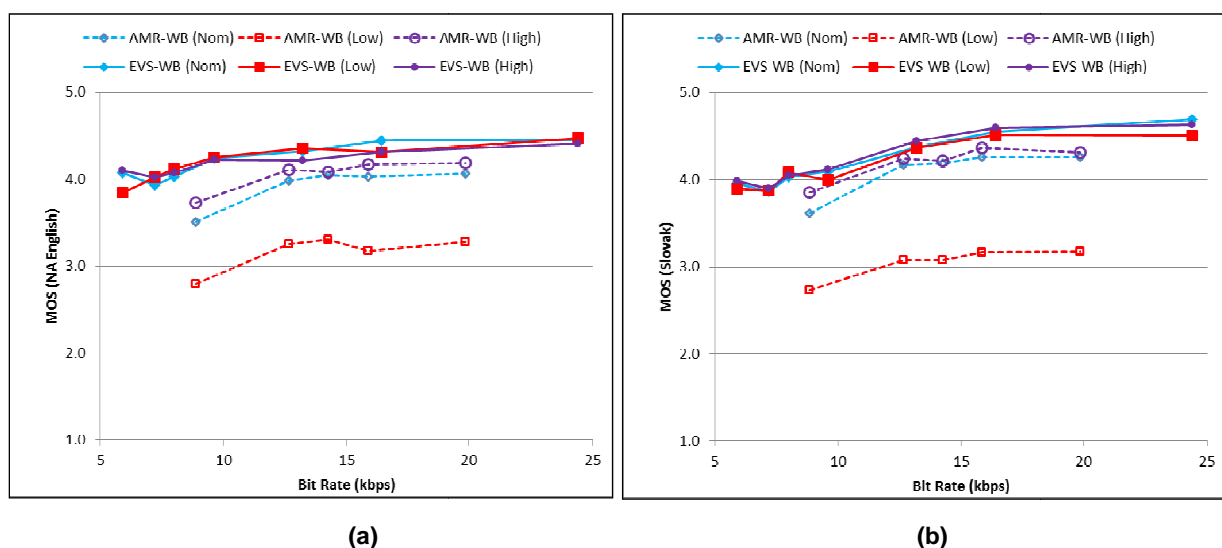 AMR-WB (Nom) AMR-WB (Low) AMR-WB (High)
EVS-WB (Nom) EVS-WB (Low) EVS-WB (High)
5.0
4.0
3.0
2.0
1.0
MOS (NA English)
5 10 15 20 25
Bit Rate (kbps)
(a)
AMR-WB (Nom) AMR-WB (Low) AMR-WB (High)
EVS WB (Nom) EVS WB (Low) EVS WB (High)
5.0
4.0
3.0
2.0
1.0
MOS (Slovak)
5 10 15 20 25
Bit Rate (kbps)
(b)